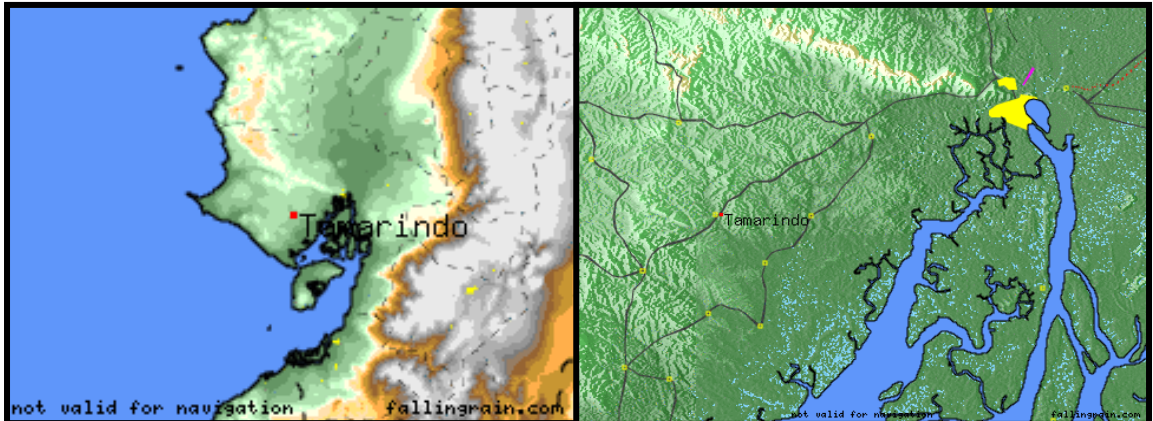 Tamarindo
not valid for navigation
fallingrain.com
Tamarindo
not valid for navigation
fallingrain.com